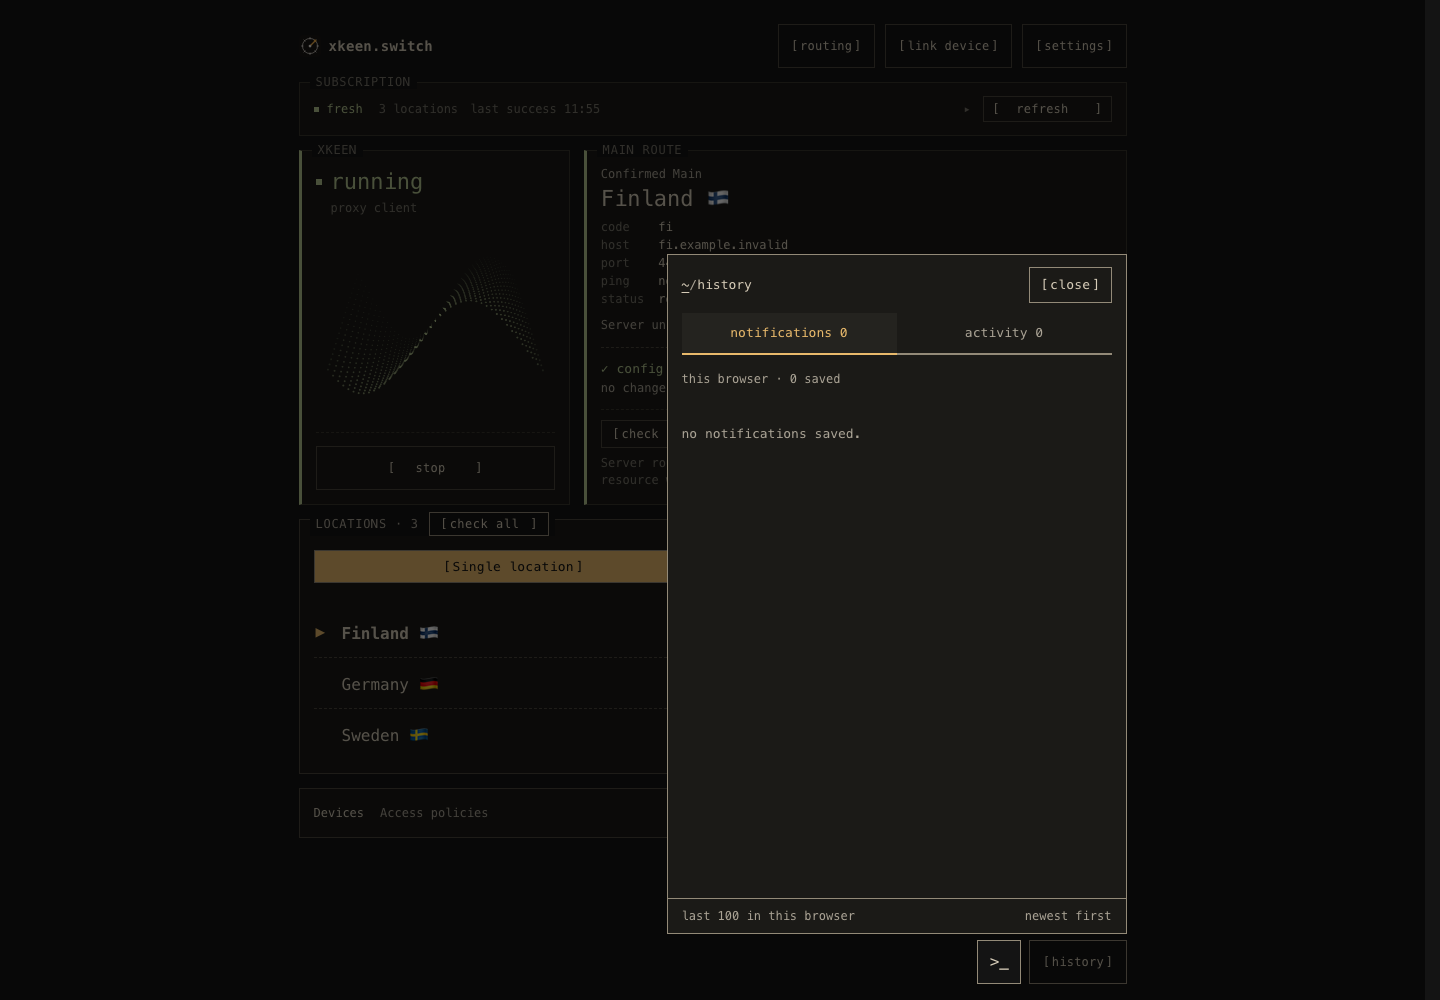 xkeen.switch
[routing] [link device] [settings]
SUBSCRIPTION
fresh 3 locations last success 11:55 ▸ [ refresh ]
XKEEN
running
proxy client
[ stop ]
MAIN ROUTE
Confirmed Main
Finland
code fi
host fi.example.invalid
port
ping
status
Server
✓ config
no change
[check
Server
resource
~/history [close]
notifications 0 activity 0
this browser · 0 saved
no notifications saved.
last 100 in this browser newest first
LOCATIONS · 3 [check all ]
[Single location]
▶ Finland
Germany
Sweden
Devices Access policies
>_ [history]